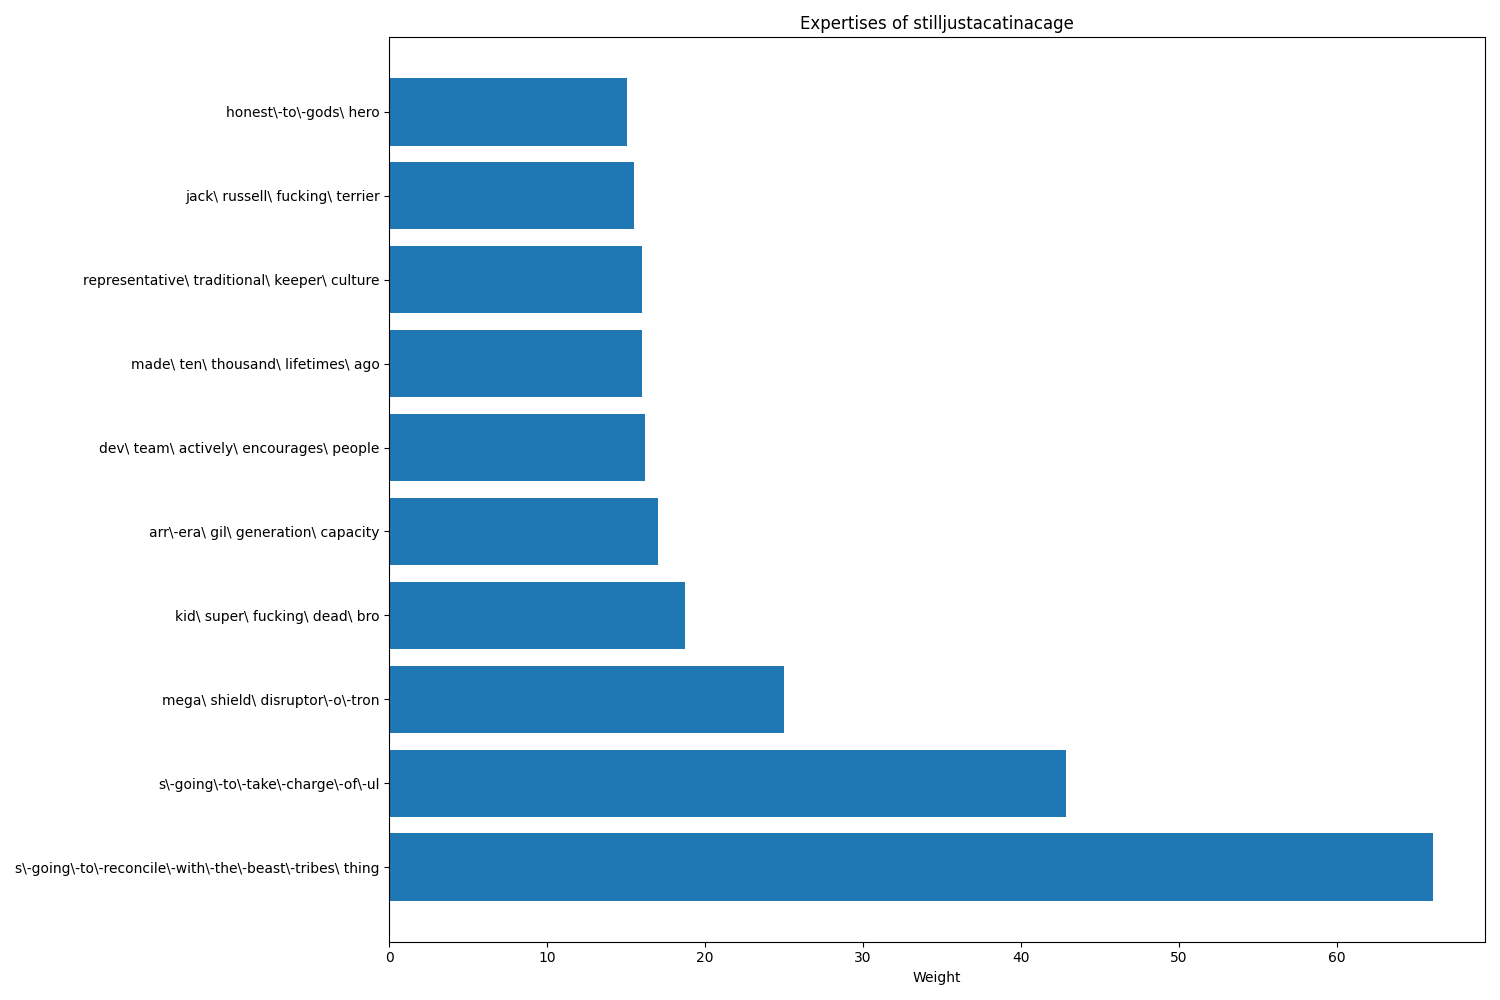 Expertises of stilljustacatinacage
honest\-to\-gods\ hero
jack\ russell\ fucking\ terrier
representative\ traditional\ keeper\ culture
made\ ten\ thousand\ lifetimes\ ago
dev\ team\ actively\ encourages\ people
arr\-era\ gil\ generation\ capacity
kid\ super\ fucking\ dead\ bro
mega\ shield\ disruptor\-o\-tron
s\-going\-to\-take\-charge\-of\-ul
s\-going\-to\-reconcile\-with\-the\-beast\-tribes\ thing
0 10 20 30 40 50 60
Weight